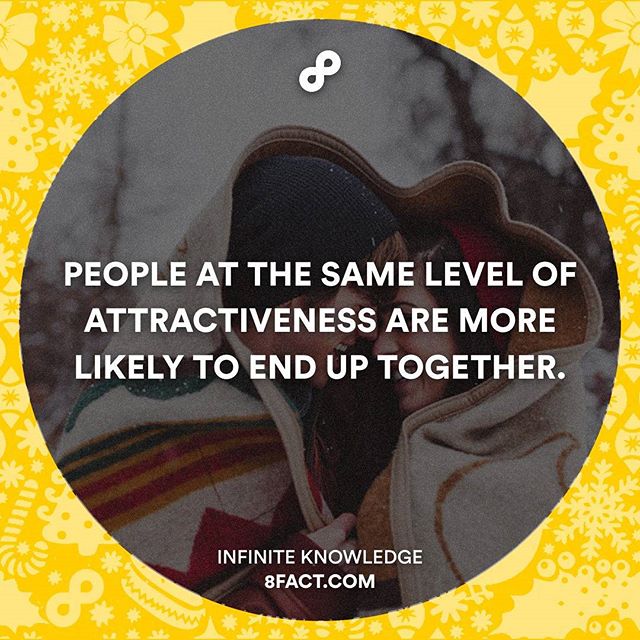 PEOPLE AT THE SAME LEVEL OF
ATTRACTIVENESS ARE MORE
LIKELY TO END UP TOGETHER.
INFINITE KNOWLEDGE
8FACT.COM